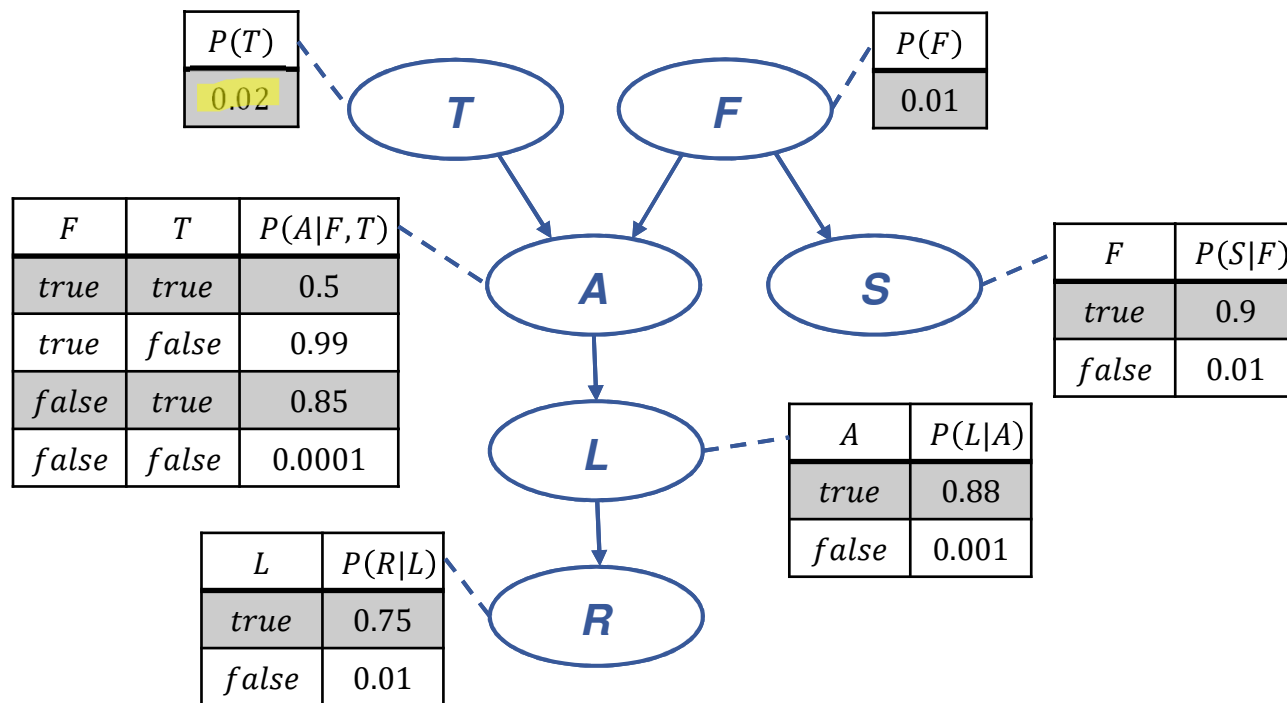 P(T)
0.02
P(F)
0.01
T
F
F T P(A|F,T)
true true 0.5
true false 0.99
false true 0.85
false false 0.0001
A
S
F P(S|F)
true 0.9
false 0.01
L
A P(L|A)
true 0.88
false 0.001
L P(R|L)
true 0.75
false 0.01
R